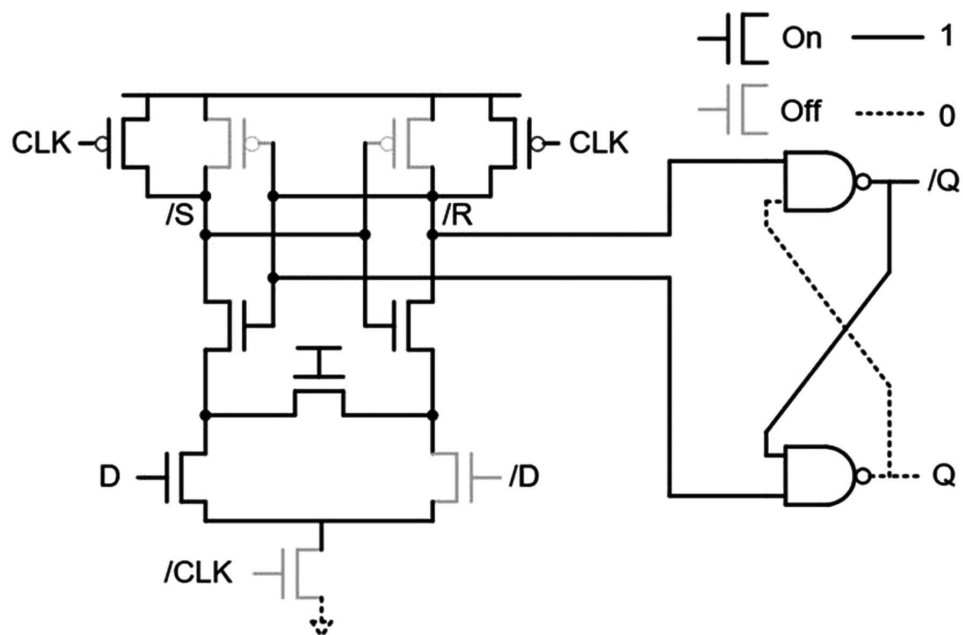 On 1
Off 0
CLK CLK
/S /R
/Q
D /D
Q
/CLK